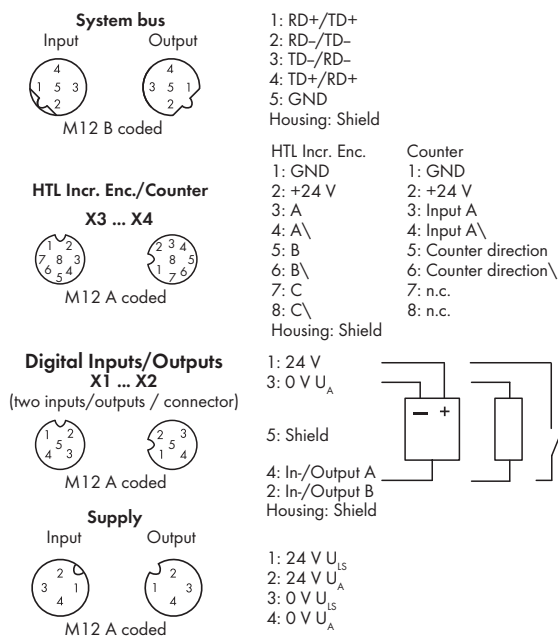 System bus
Input Output
4
1 5 3
2
4
3 5 1
2
M12 B coded
1: RD+/TD+
2: RD–/TD–
3: TD–/RD–
4: TD+/RD+
5: GND
Housing: Shield
HTL Incr. Enc./Counter
X3 ... X4
1 2
7 8 3
6 5 4
2 3 4
8 5
1 7 6
M12 A coded
HTL Incr. Enc.
1: GND
2: +24 V
3: A
4: A\
5: B
6: B\
7: C
8: C\
Housing: Shield
Counter
1: GND
2: +24 V
3: Input A
4: Input A\
5: Counter direction
6: Counter direction\
7: n.c.
8: n.c.
Digital Inputs/Outputs
X1 ... X2
(two inputs/outputs / connector)
1 2
5
4 3
2 3
5
1 4
M12 A coded
1: 24 V
3: 0 V U_A
– +
5: Shield
4: In-/Output A
2: In-/Output B
Housing: Shield
Supply
Input Output
2
3 1
4
2
1 3
4
M12 A coded
1: 24 V U_LS
2: 24 V U_A
3: 0 V U_LS
4: 0 V U_A